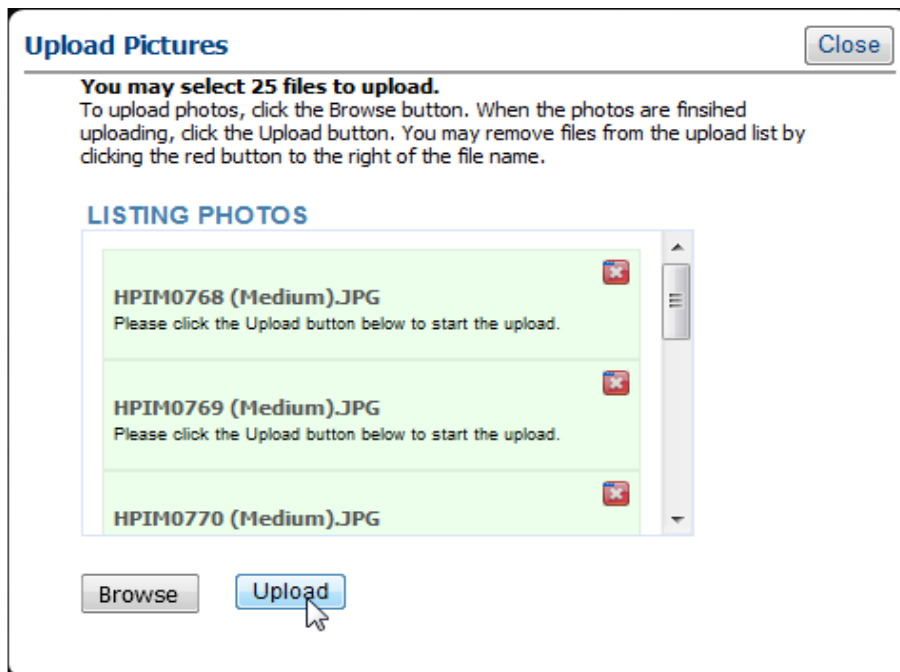 Upload Pictures
Close
You may select 25 files to upload.
To upload photos, click the Browse button. When the photos are finsihed
uploading, click the Upload button. You may remove files from the upload list by
clicking the red button to the right of the file name.
LISTING PHOTOS
HPIM0768 (Medium).JPG
Please click the Upload button below to start the upload.
HPIM0769 (Medium).JPG
Please click the Upload button below to start the upload.
HPIM0770 (Medium).JPG
Browse
Upload